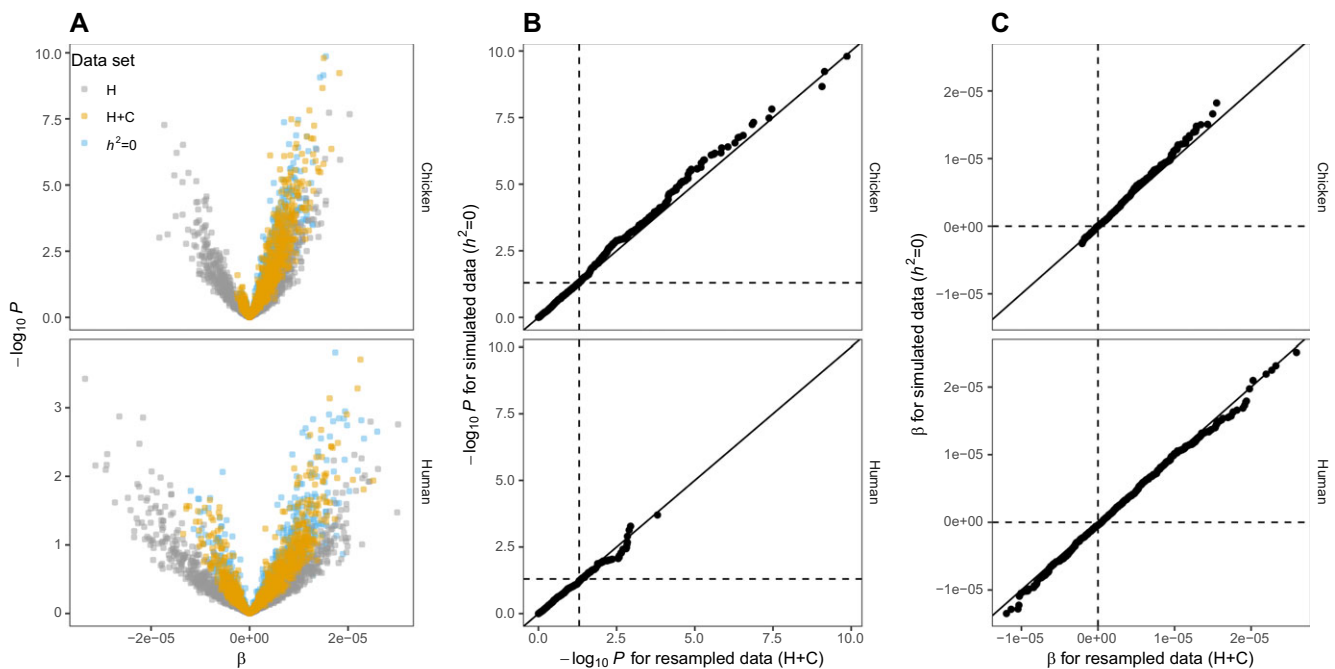 A
Data set
H
H+C
h²=0
10.0
7.5
5.0
2.5
0.0
Chicken
3
2
1
0
Human
−2e−05
0e+00
2e−05
β
− log₁₀ P
B
10.0
7.5
5.0
2.5
0.0
Chicken
10.0
7.5
5.0
2.5
0.0
Human
0.0
2.5
5.0
7.5
10.0
− log₁₀ P for resampled data (H+C)
− log₁₀ P for simulated data (h²=0)
C
2e−05
1e−05
0e+00
−1e−05
Chicken
2e−05
1e−05
0e+00
−1e−05
Human
−1e−05
0e+00
1e−05
2e−05
β for resampled data (H+C)
β for simulated data (h²=0)